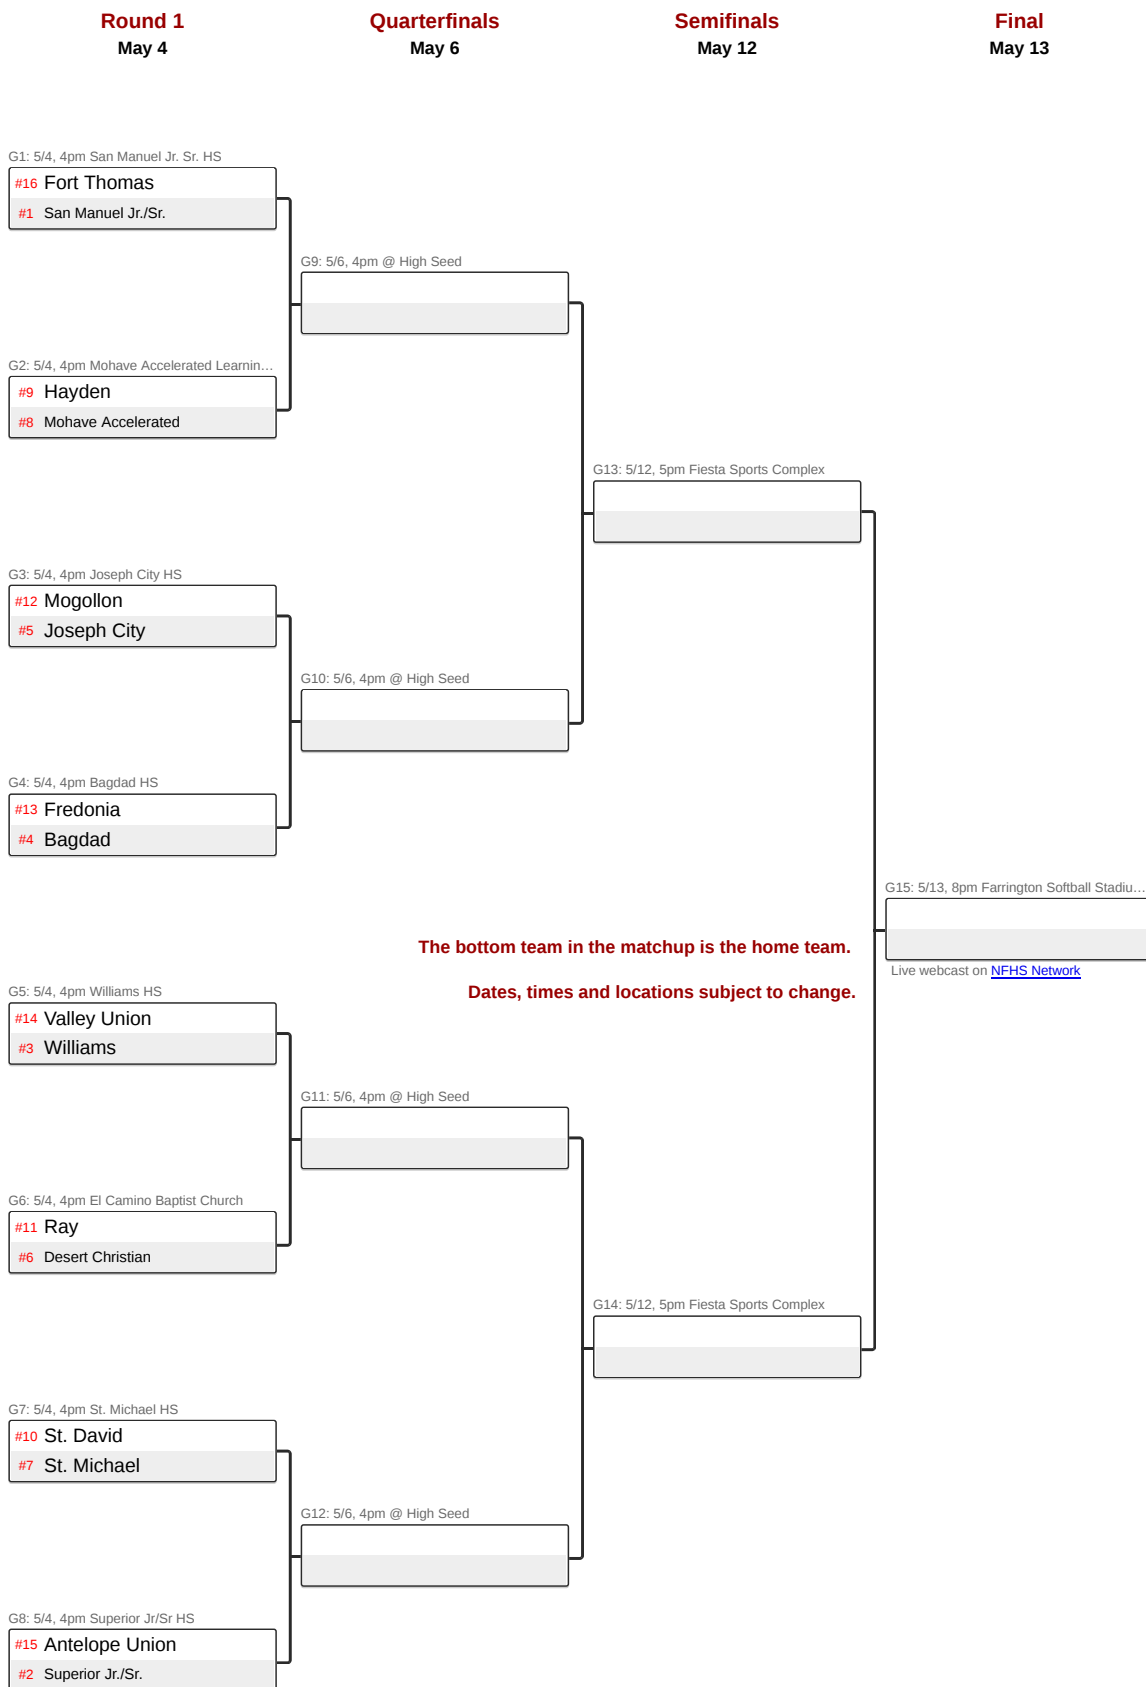 Round 1
May 4
Quarterfinals
May 6
Semifinals
May 12
Final
May 13
G1: 5/4, 4pm San Manuel Jr. Sr. HS
#16 Fort Thomas
#1 San Manuel Jr./Sr.
G9: 5/6, 4pm @ High Seed
G2: 5/4, 4pm Mohave Accelerated Learnin...
#9 Hayden
#8 Mohave Accelerated
G13: 5/12, 5pm Fiesta Sports Complex
G3: 5/4, 4pm Joseph City HS
#12 Mogollon
#5 Joseph City
G10: 5/6, 4pm @ High Seed
G4: 5/4, 4pm Bagdad HS
#13 Fredonia
#4 Bagdad
G15: 5/13, 8pm Farrington Softball Stadiu...
The bottom team in the matchup is the home team.
Live webcast on NFHS Network
Dates, times and locations subject to change.
G5: 5/4, 4pm Williams HS
#14 Valley Union
#3 Williams
G11: 5/6, 4pm @ High Seed
G6: 5/4, 4pm El Camino Baptist Church
#11 Ray
#6 Desert Christian
G14: 5/12, 5pm Fiesta Sports Complex
G7: 5/4, 4pm St. Michael HS
#10 St. David
#7 St. Michael
G12: 5/6, 4pm @ High Seed
G8: 5/4, 4pm Superior Jr/Sr HS
#15 Antelope Union
#2 Superior Jr./Sr.